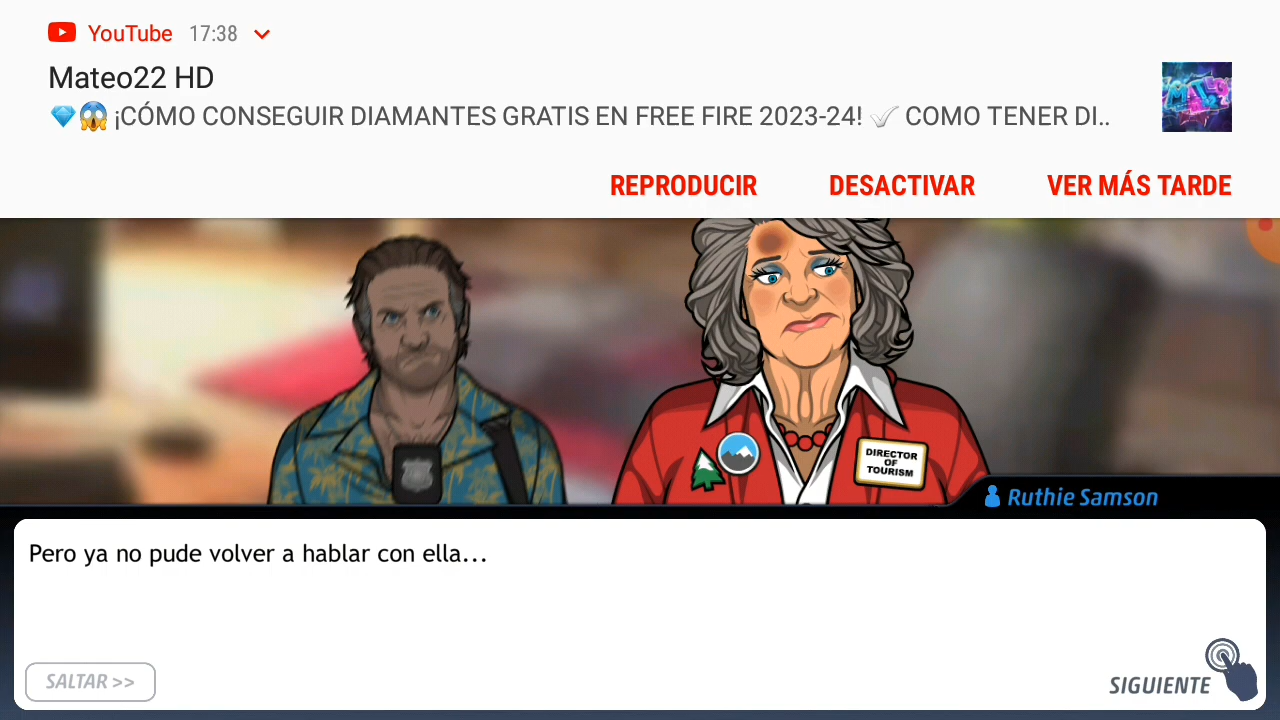 YouTube 17:38
Mateo22 HD
💎😱 ¡CÓMO CONSEGUIR DIAMANTES GRATIS EN FREE FIRE 2023-24! ✅ COMO TENER DI..
REPRODUCIR DESACTIVAR VER MÁS TARDE
DIRECTOR
OF
TOURISM
Ruthie Samson
Pero ya no pude volver a hablar con ella...
SALTAR >>
SIGUIENTE